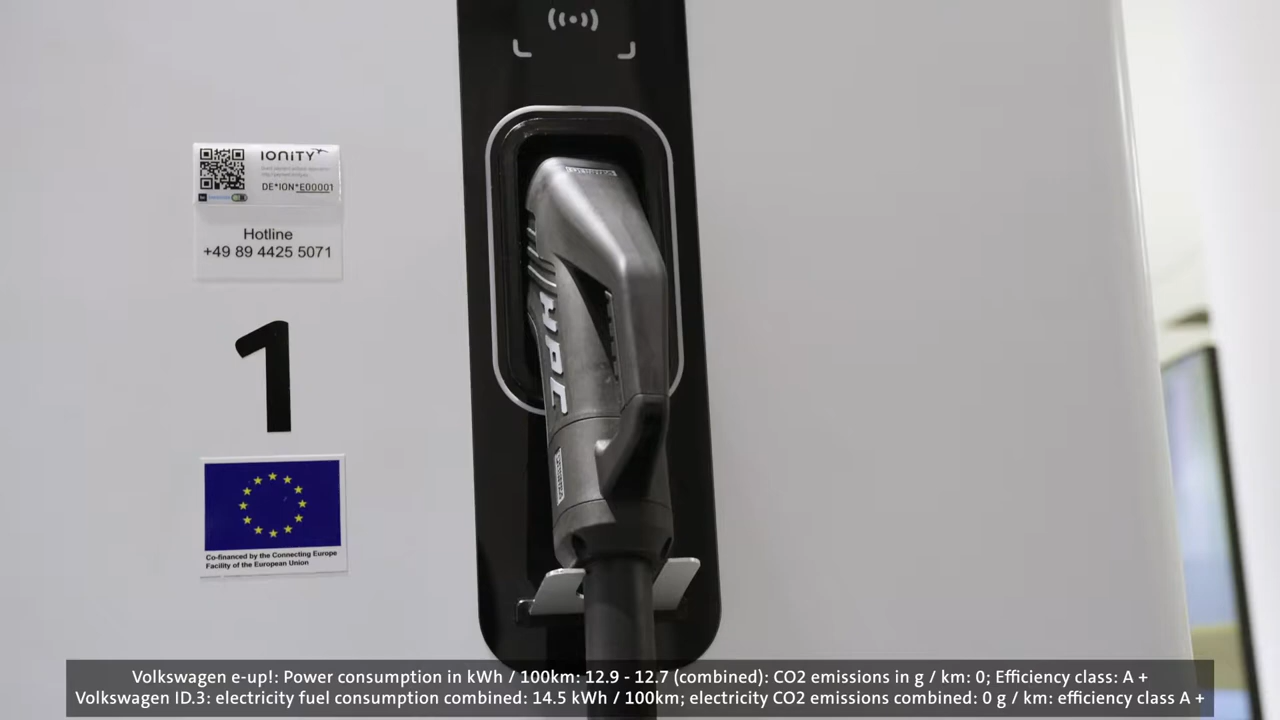 IONITY
DE*ION*E00001
Hotline
+49 89 4425 5071
1
Co-financed by the Connecting Europe
Facility of the European Union
HPC
Volkswagen e-up!: Power consumption in kWh / 100km: 12.9 - 12.7 (combined): CO2 emissions in g / km: 0; Efficiency class: A +
Volkswagen ID.3: electricity fuel consumption combined: 14.5 kWh / 100km; electricity CO2 emissions combined: 0 g / km: efficiency class A +